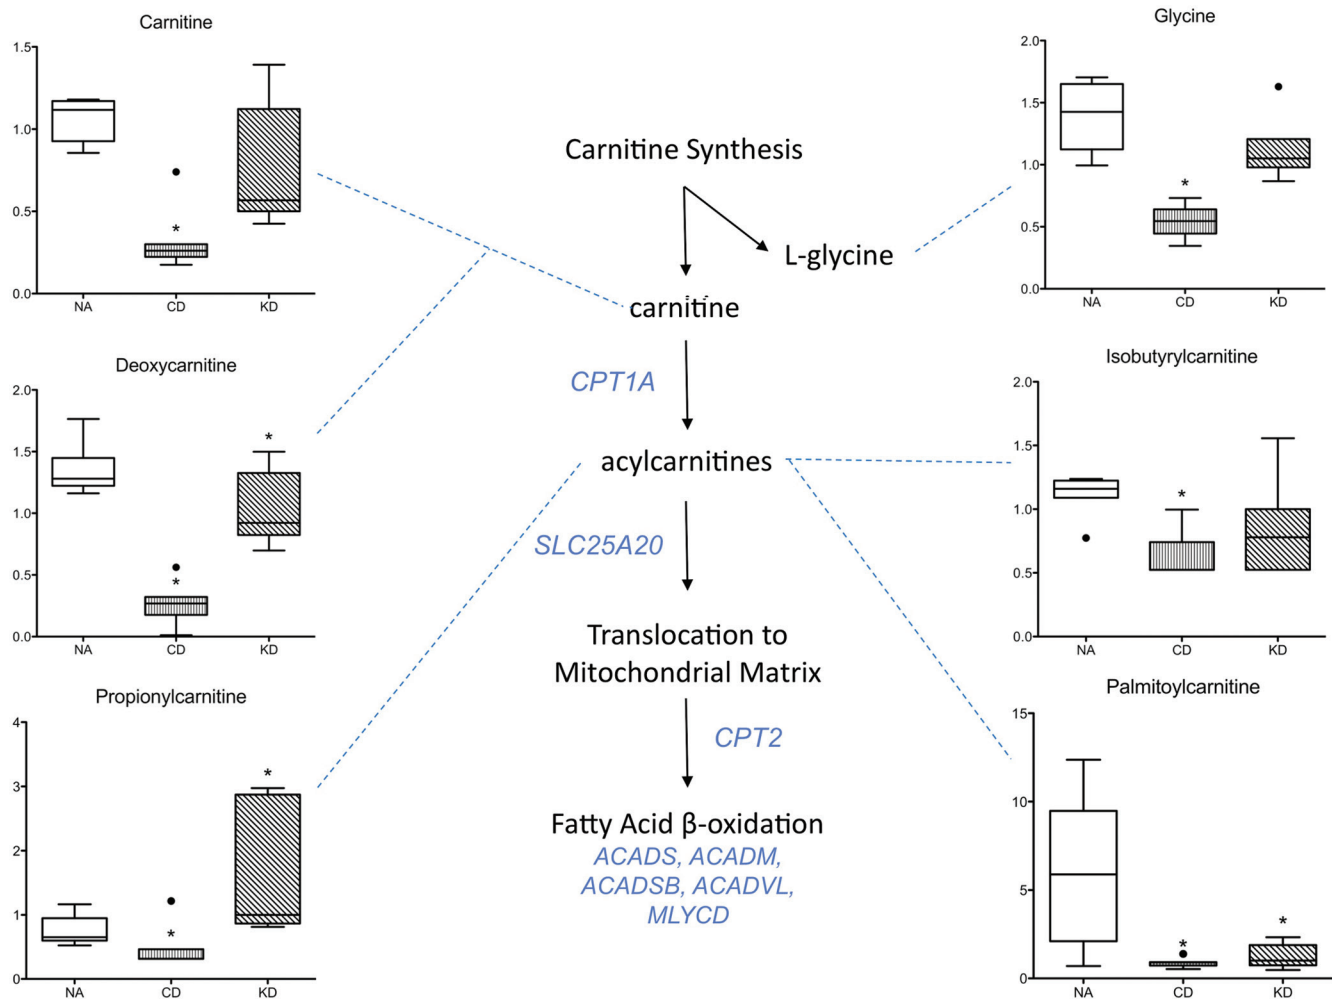 Carnitine
1.5
1.0
0.5
0.0
*
NA CD KD
Deoxycarnitine
2.0
1.5
1.0
0.5
0.0
*
*
NA CD KD
Propionylcarnitine
4
3
2
1
0
*
*
NA CD KD
Carnitine Synthesis
L-glycine
carnitine
CPT1A
acylcarnitines
SLC25A20
Translocation to
Mitochondrial Matrix
CPT2
Fatty Acid β-oxidation
ACADS, ACADM,
ACADSB, ACADVL,
MLYCD
Glycine
2.0
1.5
1.0
0.5
0.0
*
NA CD KD
Isobutyrylcarnitine
2.0
1.5
1.0
0.5
0.0
*
NA CD KD
Palmitoylcarnitine
15
10
5
0
*
*
NA CD KD